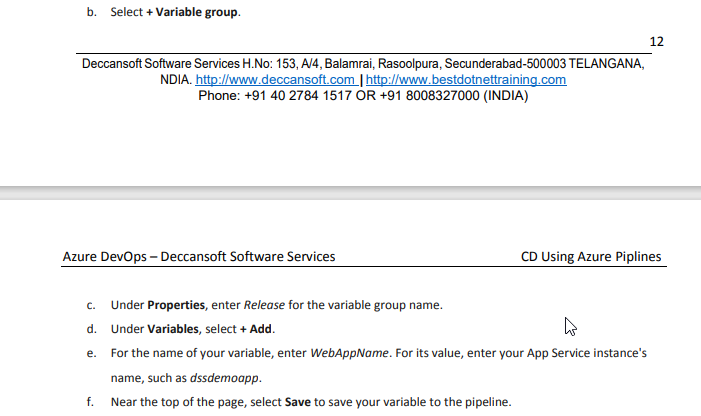 b. Select + Variable group.
12
Deccansoft Software Services H.No: 153, A/4, Balamrai, Rasoolpura, Secunderabad-500003 TELANGANA,
NDIA. http://www.deccansoft.com | http://www.bestdotnettraining.com
Phone: +91 40 2784 1517 OR +91 8008327000 (INDIA)
Azure DevOps – Deccansoft Software Services CD Using Azure Piplines
c. Under Properties, enter Release for the variable group name.
d. Under Variables, select + Add.
e. For the name of your variable, enter WebAppName. For its value, enter your App Service instance's
name, such as dssdemoapp.
f. Near the top of the page, select Save to save your variable to the pipeline.